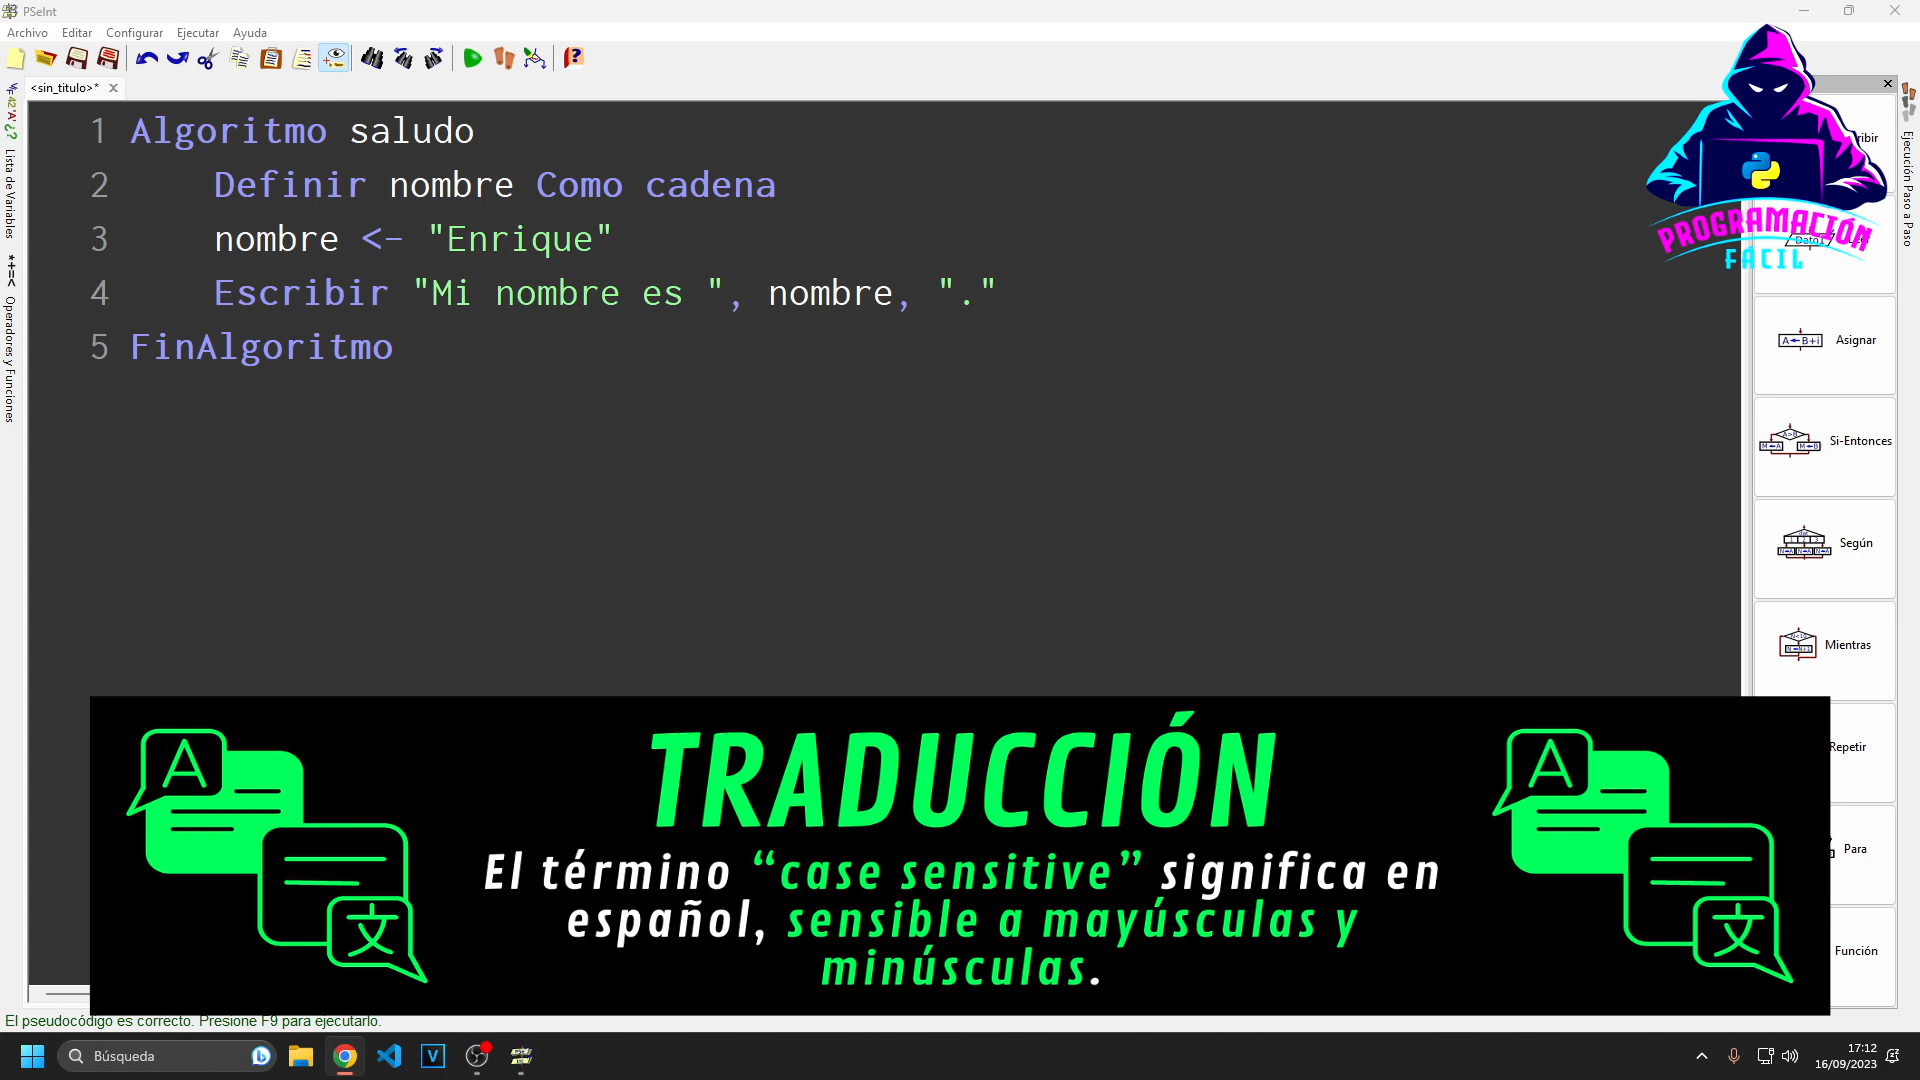 PSeInt
Archivo Editar Configurar Ejecutar Ayuda
<sin_titulo>*
1 Algoritmo saludo
2 Definir nombre Como cadena
3 nombre <- "Enrique"
4 Escribir "Mi nombre es ", nombre, "."
5 FinAlgoritmo
Lista de Variables
Operadores y Funciones
Ejecución Paso a Paso
PROGRAMACIÓN
FÁCIL
Asignar
Si-Entonces
Según
Mientras
Repetir
Para
Función
TRADUCCIÓN
El término “case sensitive” significa en
español, sensible a mayúsculas y
minúsculas.
El pseudocódigo es correcto. Presione F9 para ejecutarlo.
Búsqueda
17:12
16/09/2023